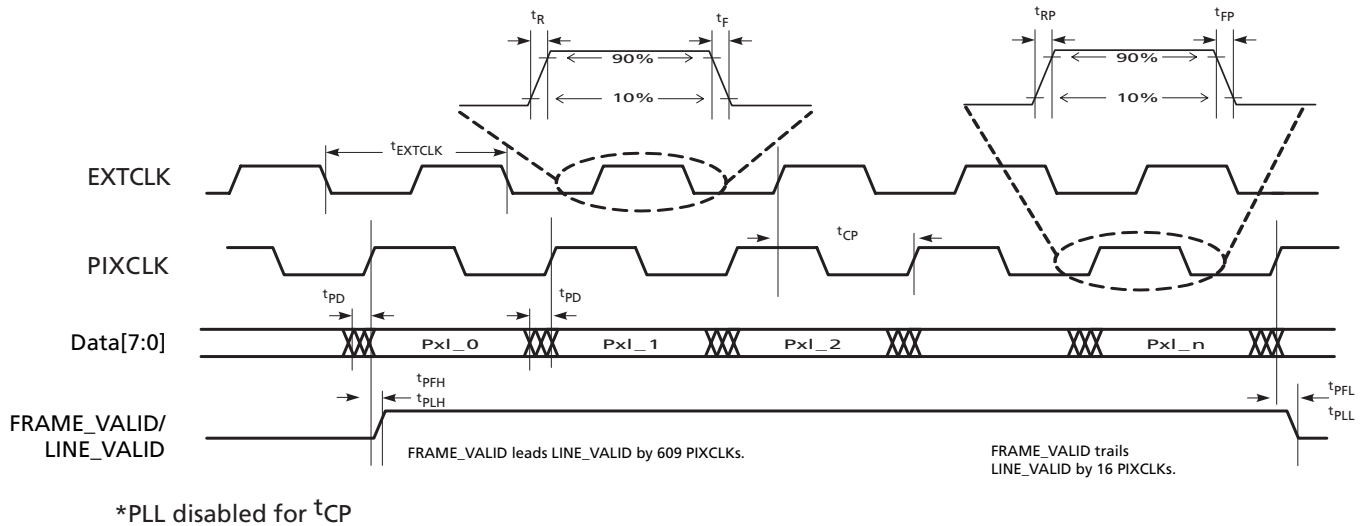 tR
tF
tRP
tFP
90%
90%
10%
10%
tEXTCLK
EXTCLK
tCP
PIXCLK
tPD
tPD
Data[7:0]
Pxl_0
Pxl_1
Pxl_2
Pxl_n
tPFH
tPLH
tPFL
tPLL
FRAME_VALID/
LINE_VALID
FRAME_VALID leads LINE_VALID by 609 PIXCLKs.
FRAME_VALID trails
LINE_VALID by 16 PIXCLKs.
*PLL disabled for tCP